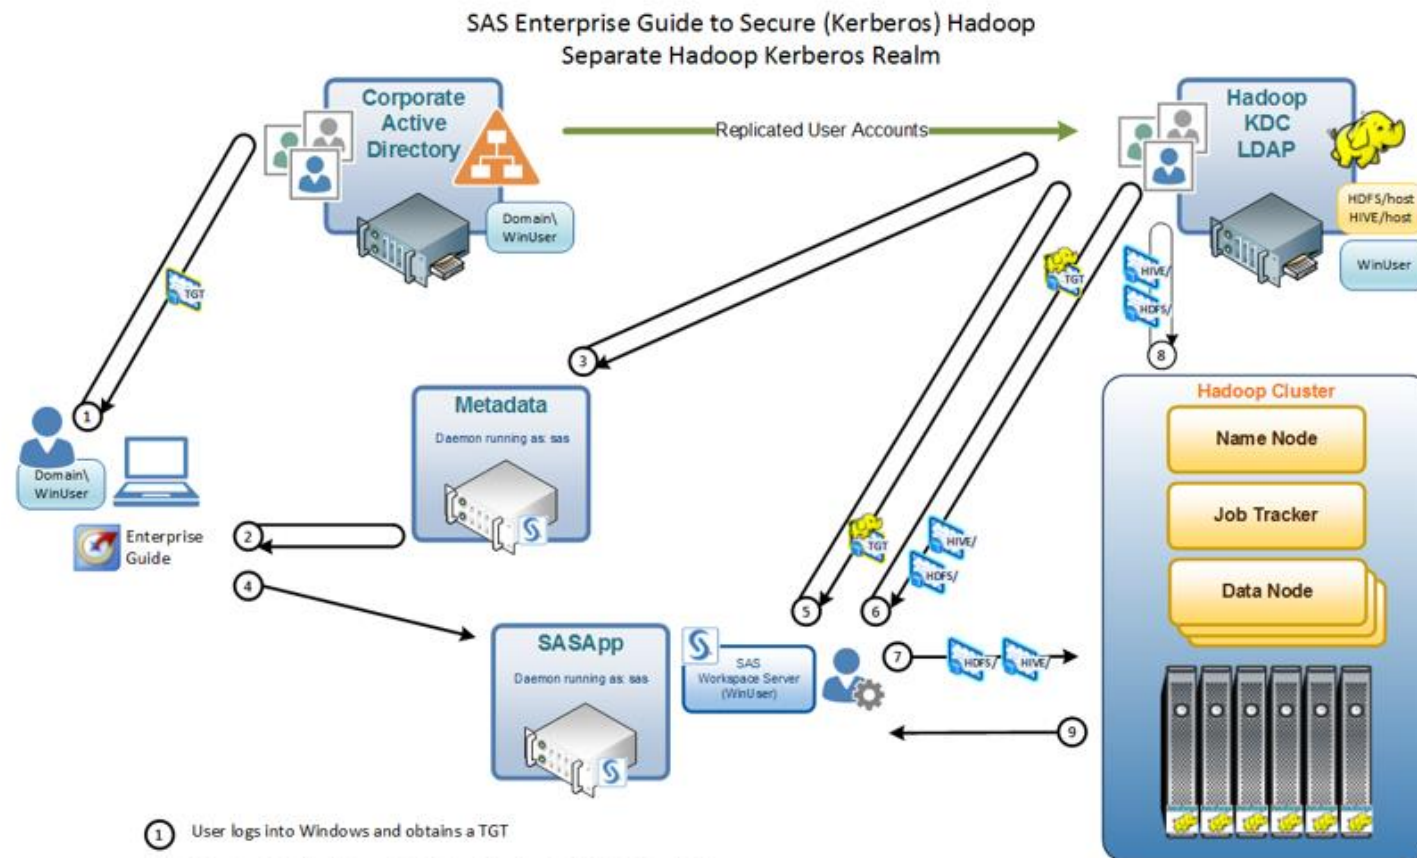 SAS Enterprise Guide to Secure (Kerberos) Hadoop
Separate Hadoop Kerberos Realm
Corporate
Active
Directory
Domain\
WinUser
Replicated User Accounts
Hadoop
KDC
LDAP
HDFS/host
HIVE/host
WinUser
TGT
TGT
HIVE/
HDFS/
3
8
1
Metadata
Daemon running as: sas
Domain\
WinUser
Enterprise
Guide
2
4
TGT
HIVE/
HDFS/
5
6
SASApp
Daemon running as: sas
SAS
Workspace Server
(WinUser)
7
HDFS/
HIVE/
9
Hadoop Cluster
Name Node
Job Tracker
Data Node
1 User logs into Windows and obtains a TGT